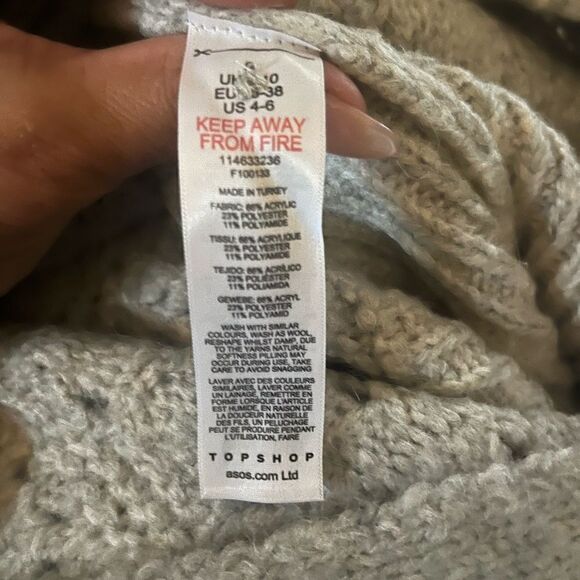 S
UK 10
EU 38
US 4-6
KEEP AWAY
FROM FIRE
114633236
F100133
MADE IN TURKEY
FABRIC: 66% ACRYLIC
23% POLYESTER
11% POLYAMIDE
TISSU: 66% ACRYLIQUE
23% POLYESTER
11% POLYAMIDE
TEJIDO: 66% ACRÍLICO
23% POLIÉSTER
11% POLIAMIDA
GEWEBE: 66% ACRYL
23% POLYESTER
11% POLYAMID
WASH WITH SIMILAR
COLOURS, WASH AS WOOL,
RESHAPE WHILST DAMP, DUE
TO THE YARNS NATURAL
SOFTNESS PILLING MAY
OCCUR DURING USE, TAKE
CARE TO AVOID SNAGGING
LAVER AVEC DES COULEURS
SIMILAIRES, LAVER COMME
UN LAINAGE, REMETTRE EN
FORME LORSQUE L'ARTICLE
EST HUMIDE, EN RAISON DE
LA DOUCEUR NATURELLE
DES FILS, UN PELUCHAGE
PEUT SE PRODUIRE PENDANT
L'UTILISATION, FAIRE
TOPSHOP
asos.com Ltd